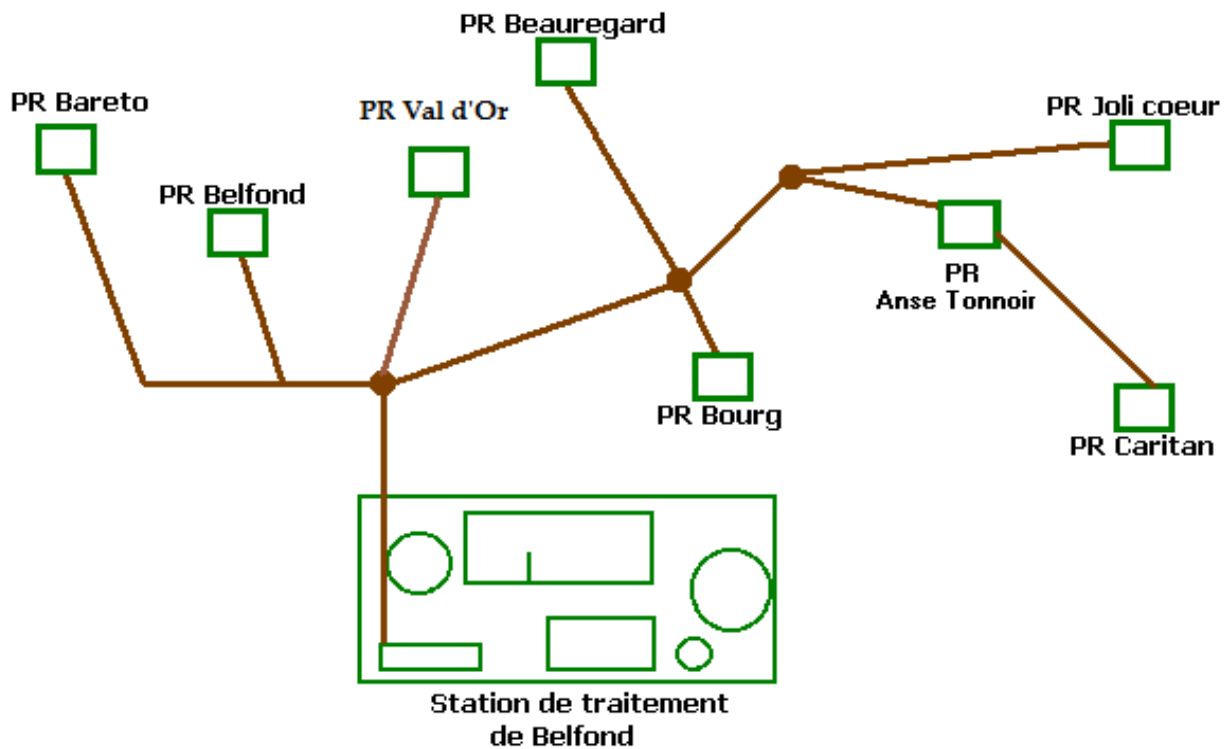 PR Beauregard
PR Bareto
PR Val d'Or
PR Joli coeur
PR Belfond
PR
Anse Tonnoir
PR Bourg
PR Caritan
Station de traitement
de Belfond